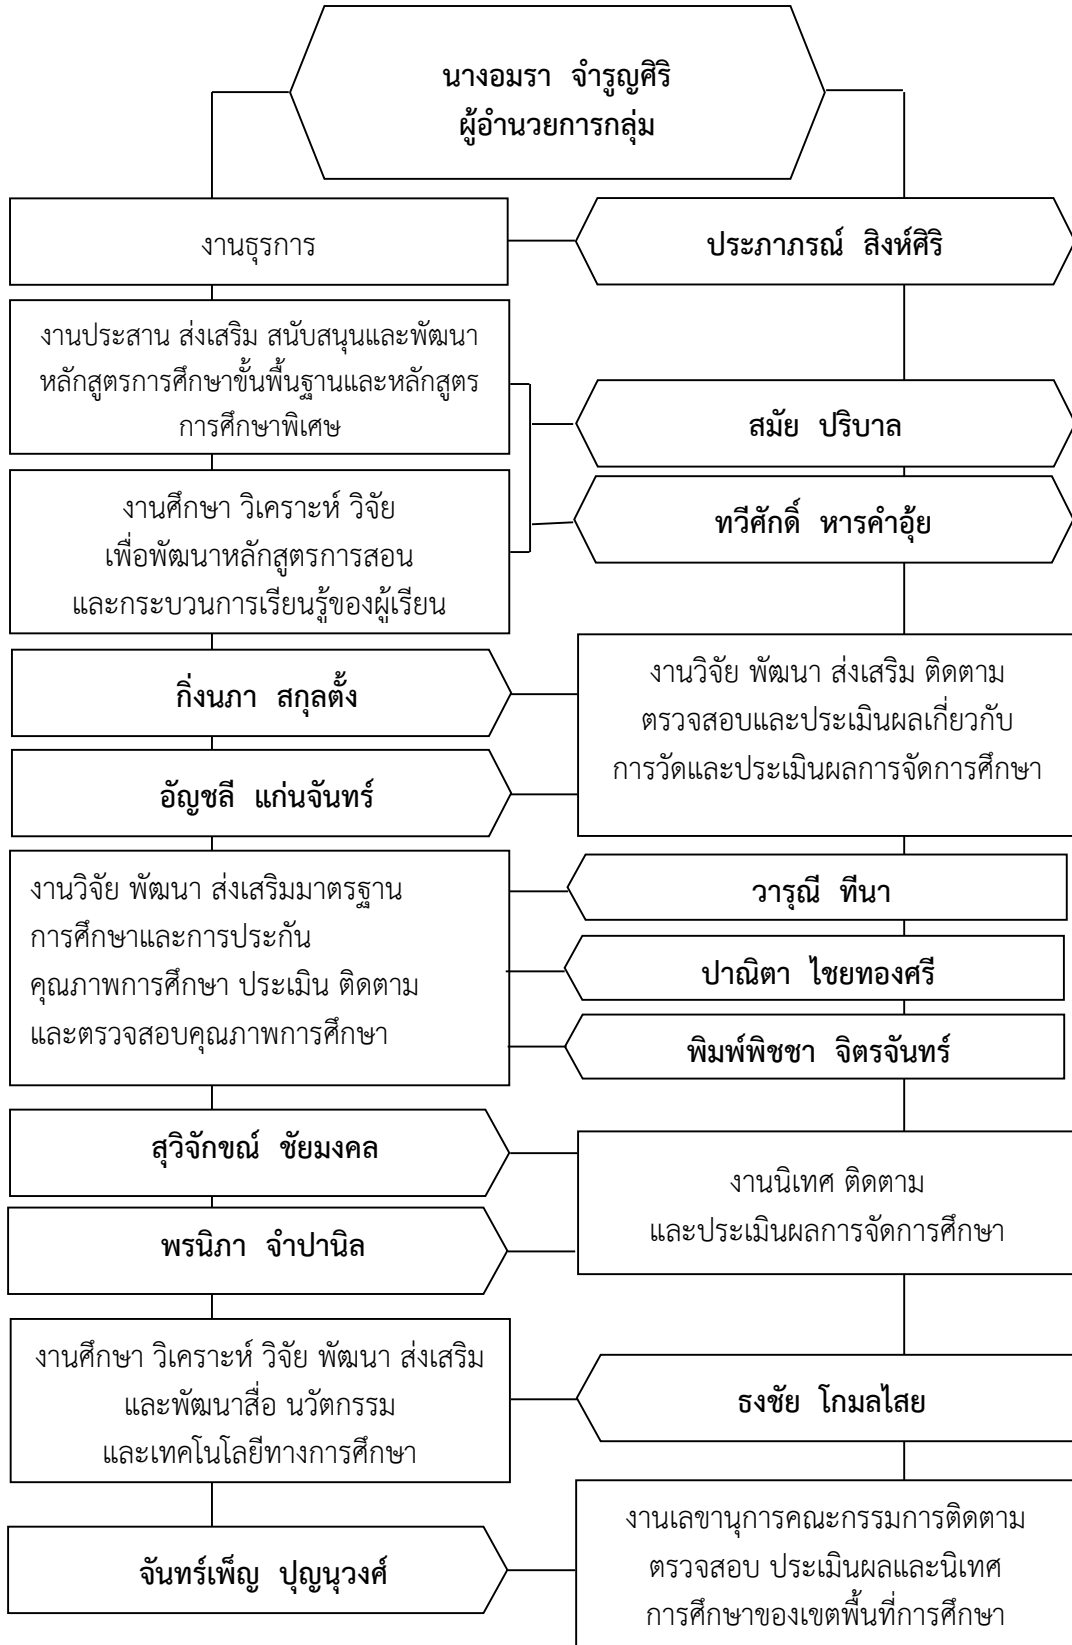 นางอมรา จำรูญศิริ
ผู้อำนวยการกลุ่ม
งานธุรการ
ประภาภรณ์ สิงห์ศิริ
งานประสาน ส่งเสริม สนับสนุนและพัฒนา
หลักสูตรการศึกษาขั้นพื้นฐานและหลักสูตร
การศึกษาพิเศษ
สมัย ปริบาล
งานศึกษา วิเคราะห์ วิจัย
เพื่อพัฒนาหลักสูตรการสอน
และกระบวนการเรียนรู้ของผู้เรียน
ทวีศักดิ์ หารคำอุ้ย
กิ่งนภา สกุลตั้ง
อัญชลี แก่นจันทร์
งานวิจัย พัฒนา ส่งเสริม ติดตาม
ตรวจสอบและประเมินผลเกี่ยวกับ
การวัดและประเมินผลการจัดการศึกษา
งานวิจัย พัฒนา ส่งเสริมมาตรฐาน
การศึกษาและการประกัน
คุณภาพการศึกษา ประเมิน ติดตาม
และตรวจสอบคุณภาพการศึกษา
วารุณี ทีนา
ปาณิตา ไชยทองศรี
พิมพ์พิชชา จิตรจันทร์
สุวิจักขณ์ ชัยมงคล
พรนิภา จำปานิล
งานนิเทศ ติดตาม
และประเมินผลการจัดการศึกษา
งานศึกษา วิเคราะห์ วิจัย พัฒนา ส่งเสริม
และพัฒนาสื่อ นวัตกรรม
และเทคโนโลยีทางการศึกษา
ธงชัย โกมลไสย
จันทร์เพ็ญ ปุญนุวงศ์
งานเลขานุการคณะกรรมการติดตาม
ตรวจสอบ ประเมินผลและนิเทศ
การศึกษาของเขตพื้นที่การศึกษา